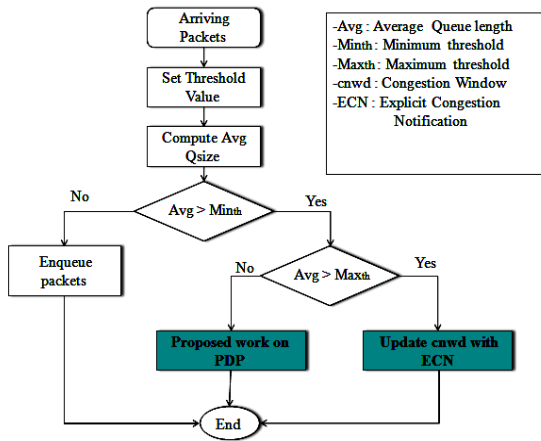 Arriving
Packets
-Avg : Average Queue length
-Minth : Minimum threshold
-Maxth : Maximum threshold
-cnwd : Congestion Window
-ECN : Explicit Congestion
Notification
Set Threshold
Value
Compute Avg
Qsize
No
Yes
Avg > Minth
Enqueue
packets
No
Yes
Avg > Maxth
Proposed work on
PDP
Update cnwd with
ECN
End